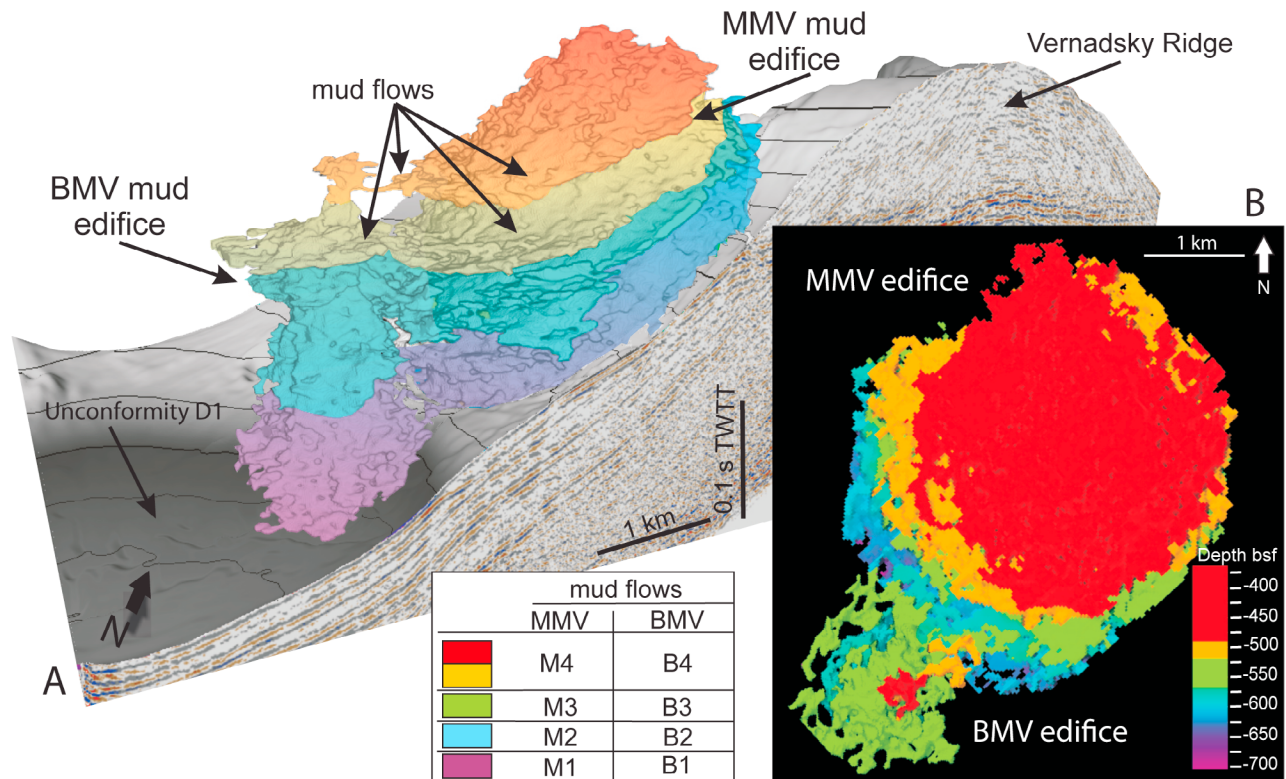 MMV mud
edifice
Vernadsky Ridge
mud flows
BMV mud
edifice
Unconformity D1
0.1 s TWTT
1 km
N
A
B
1 km
N
MMV edifice
BMV edifice
Depth bsf
-400
-450
-500
-550
-600
-650
-700
mud flows
MMV BMV
M4 B4
M3 B3
M2 B2
M1 B1